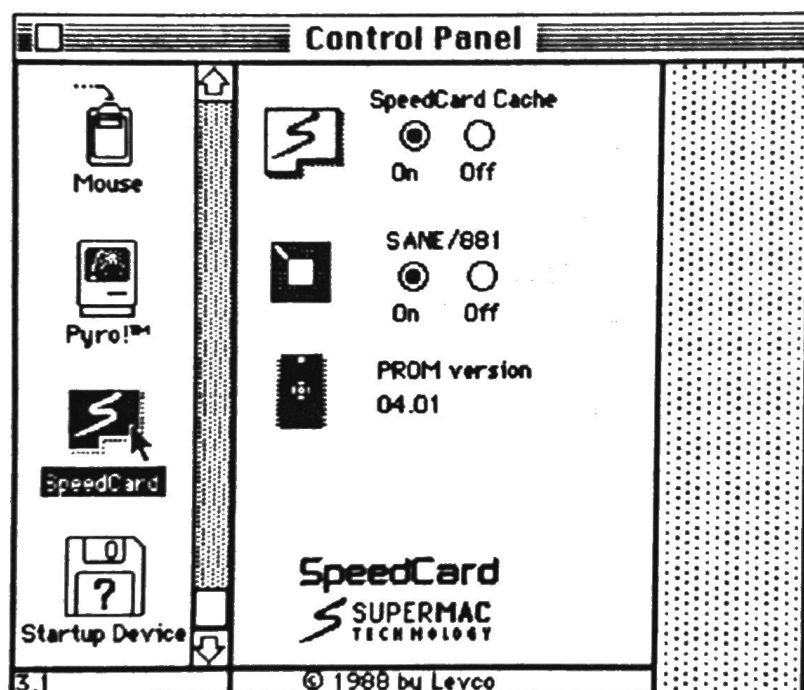 Control Panel
Mouse
Pyro!™
SpeedCard
Startup Device
3.1
SpeedCard Cache
On Off
SANE/881
On Off
PROM version
04.01
SpeedCard
SUPERMAC
TECHNOLOGY
© 1988 by Levco